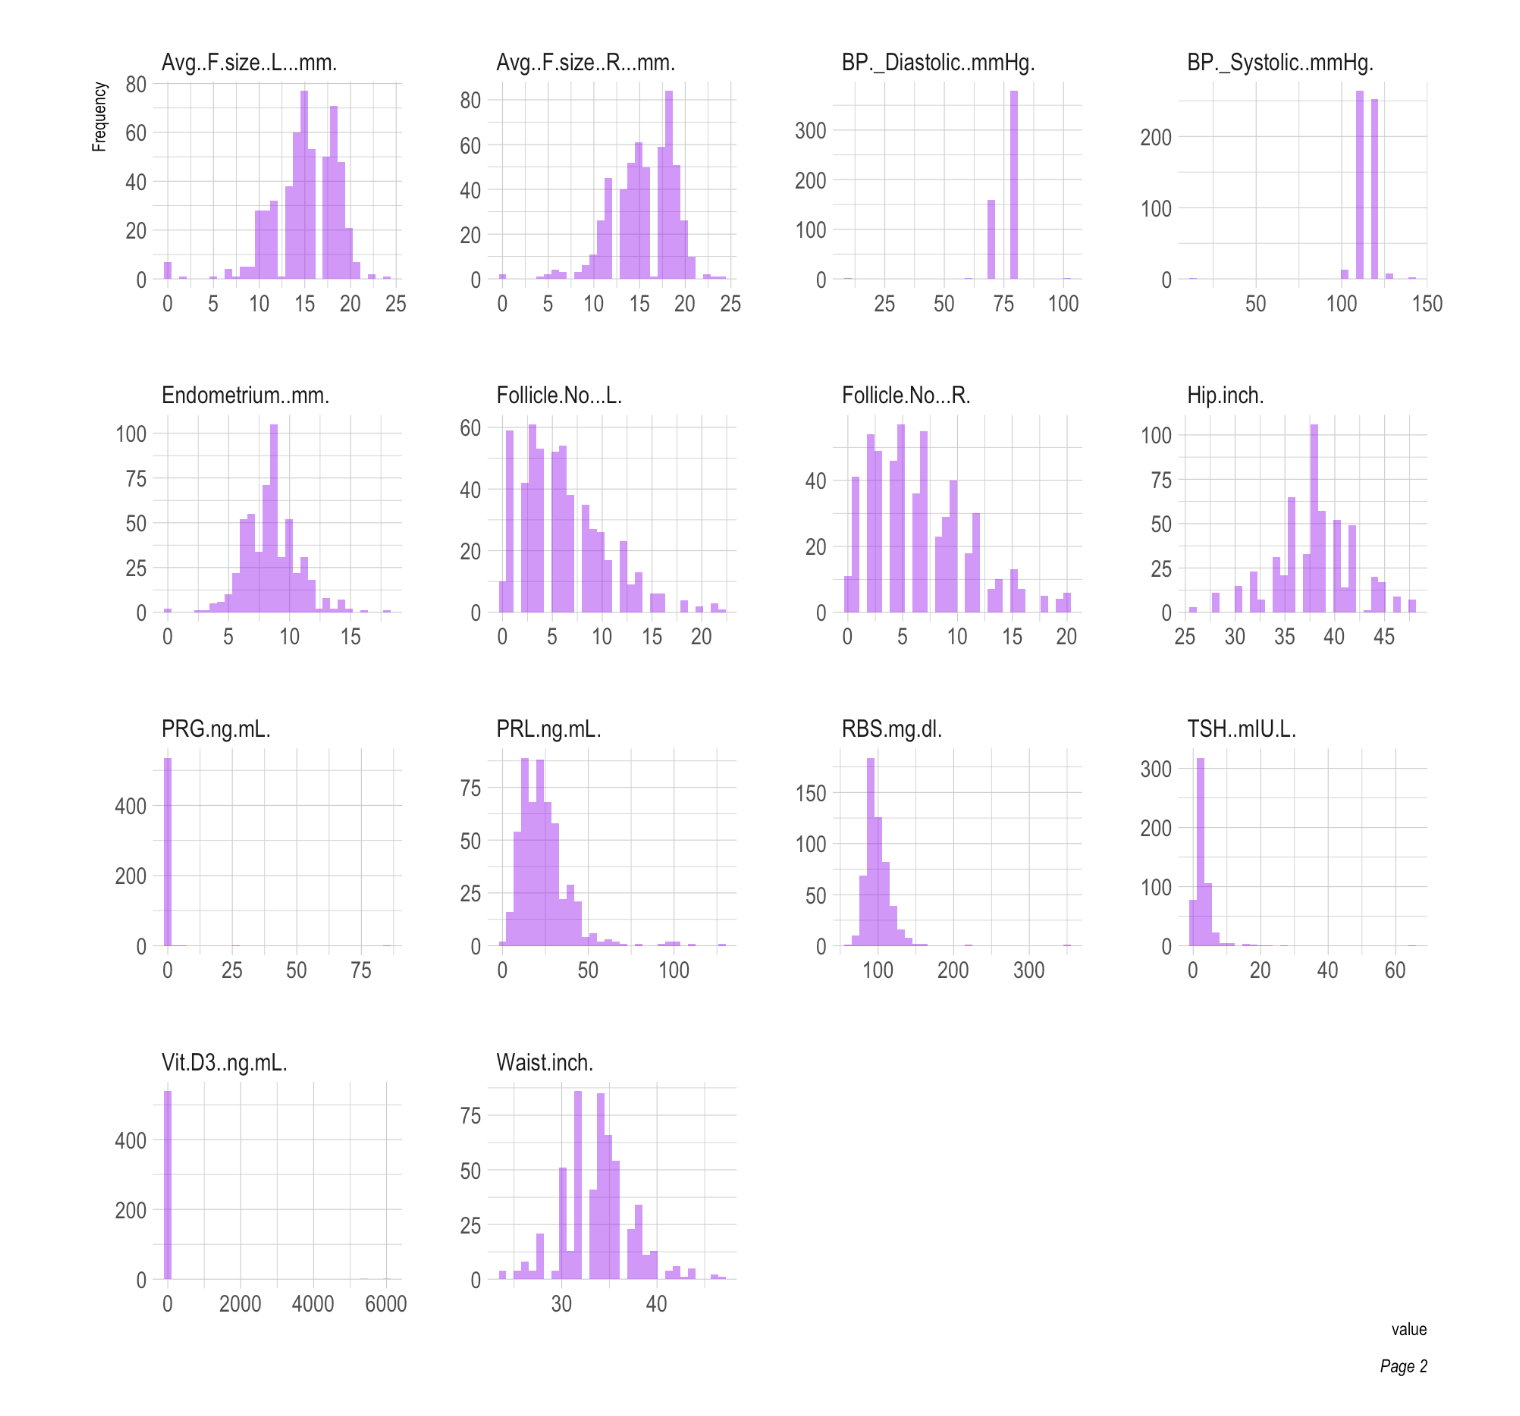 Avg..F.size..L...mm.
Avg..F.size..R...mm.
BP._Diastolic..mmHg.
BP._Systolic..mmHg.
Frequency
80
60
40
20
0
0 5 10 15 20 25
80
60
40
20
0
0 5 10 15 20 25
300
200
100
0
25 50 75 100
200
100
0
50 100 150
Endometrium..mm.
Follicle.No...L.
Follicle.No...R.
Hip.inch.
100
75
50
25
0
0 5 10 15
60
40
20
0
0 5 10 15 20
40
20
0
0 5 10 15 20
100
75
50
25
0
25 30 35 40 45
PRG.ng.mL.
PRL.ng.mL.
RBS.mg.dl.
TSH..mIU.L.
400
200
0
0 25 50 75
75
50
25
0
0 50 100
150
100
50
0
100 200 300
300
200
100
0
0 20 40 60
Vit.D3..ng.mL.
Waist.inch.
400
200
0
0 2000 4000 6000
75
50
25
0
30 40
value
Page 2